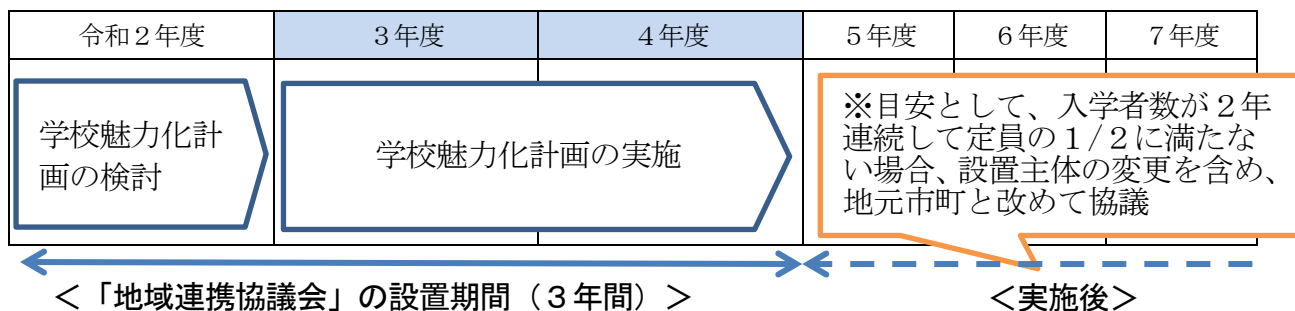 令和２年度 ３年度 ４年度 ５年度 ６年度 ７年度
学校魅力化計
画の検討
学校魅力化計画の実施
※目安として、入学者数が２年
連続して定員の１/２に満たな
い場合、設置主体の変更を含め、
地元市町と改めて協議
＜「地域連携協議会」の設置期間（３年間）＞
＜実施後＞